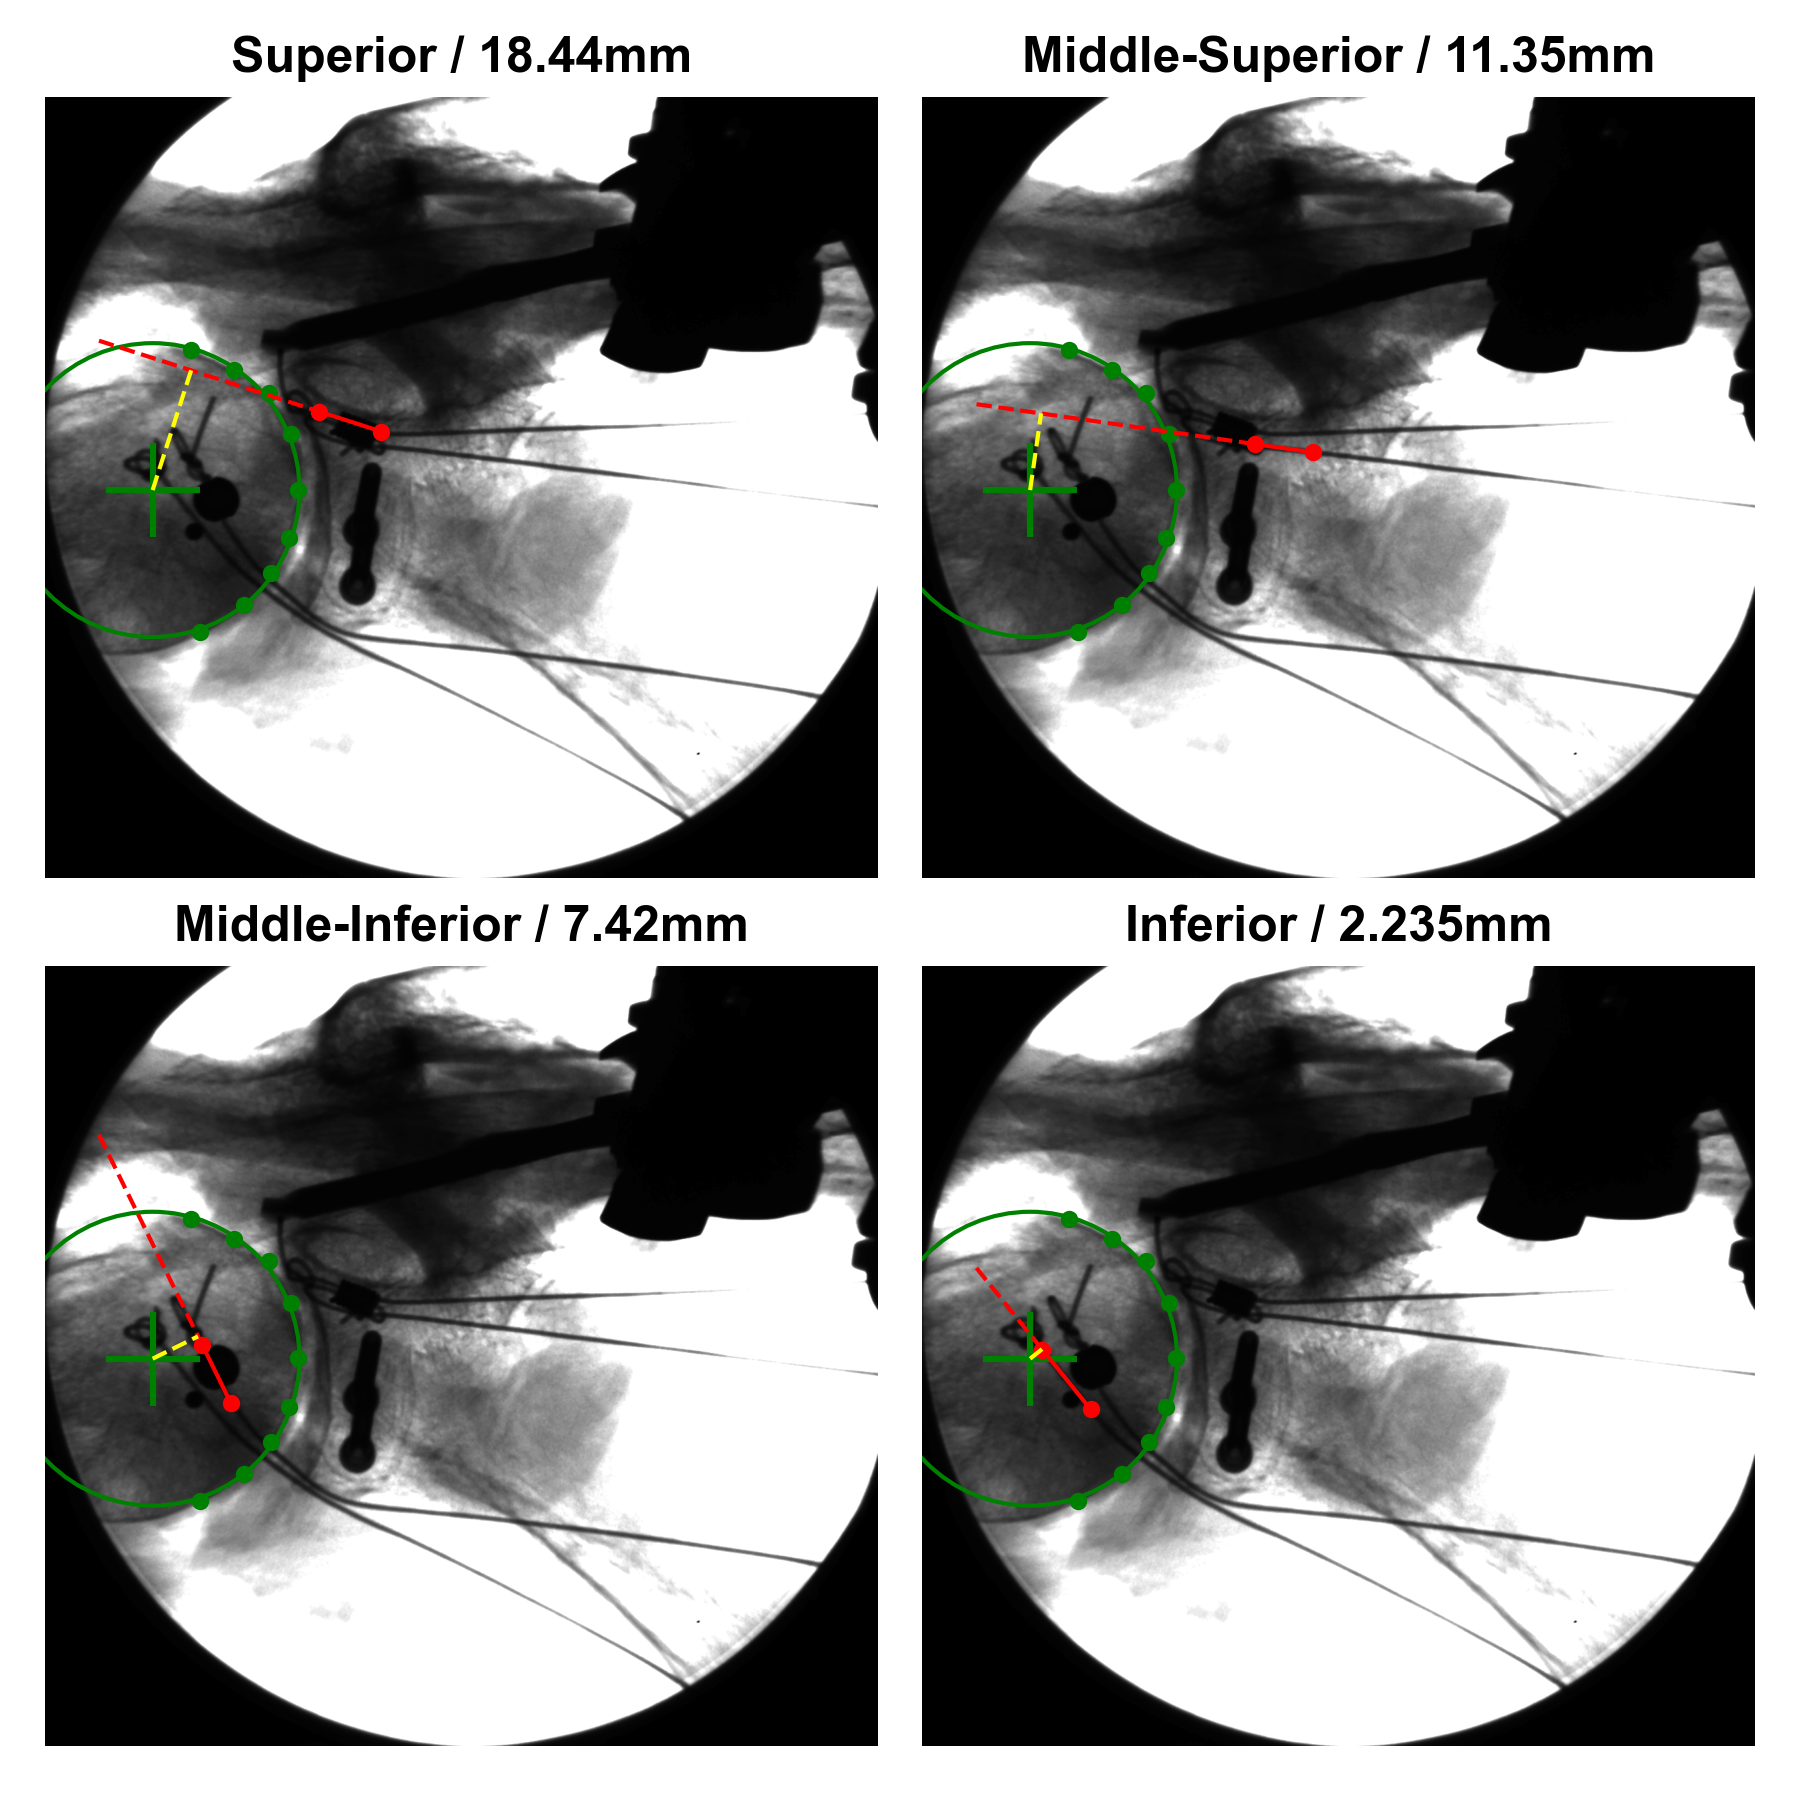 Superior / 18.44mm
Middle-Superior / 11.35mm
Middle-Inferior / 7.42mm
Inferior / 2.235mm